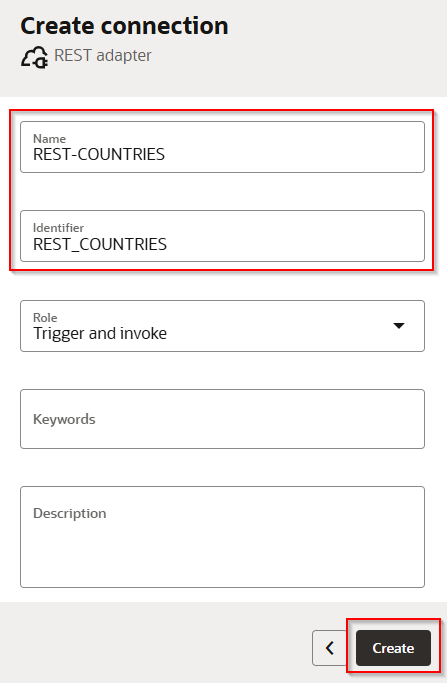 Create connection
REST adapter
Name
REST-COUNTRIES
Identifier
REST_COUNTRIES
Role
Trigger and invoke
Keywords
Description
Create